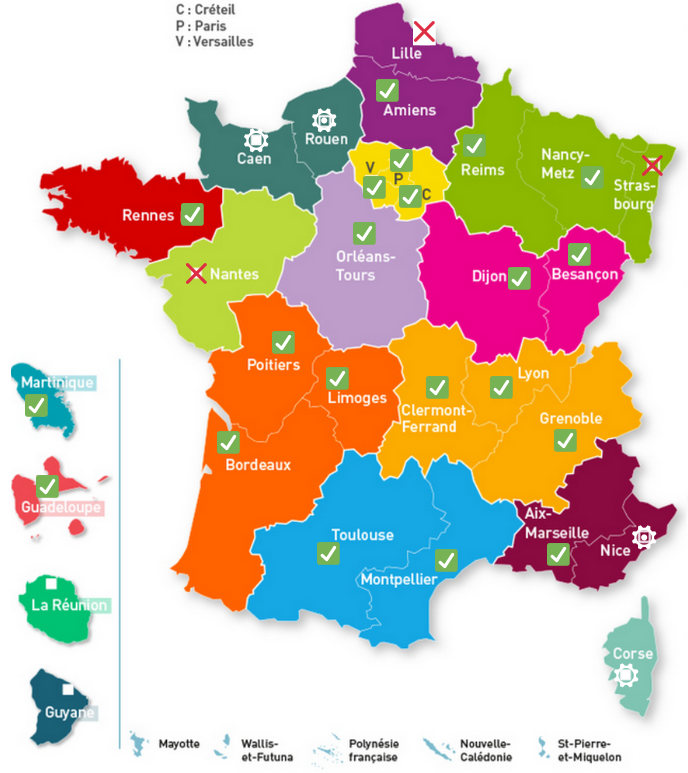 C : Créteil
P : Paris
V : Versailles
Lille
Amiens
Rouen
Caen
V
P
C
Reims
Nancy-
Metz
Stras-
bourg
Rennes
Nantes
Orléans-
Tours
Dijon
Besançon
Poitiers
Limoges
Clermont-
Ferrand
Lyon
Grenoble
Bordeaux
Toulouse
Montpellier
Aix-
Marseille
Nice
Corse
Martinique
Guadeloupe
La Réunion
Guyane
Mayotte
Wallis-
et-Futuna
Polynésie
française
Nouvelle-
Calédonie
St-Pierre-
et-Miquelon